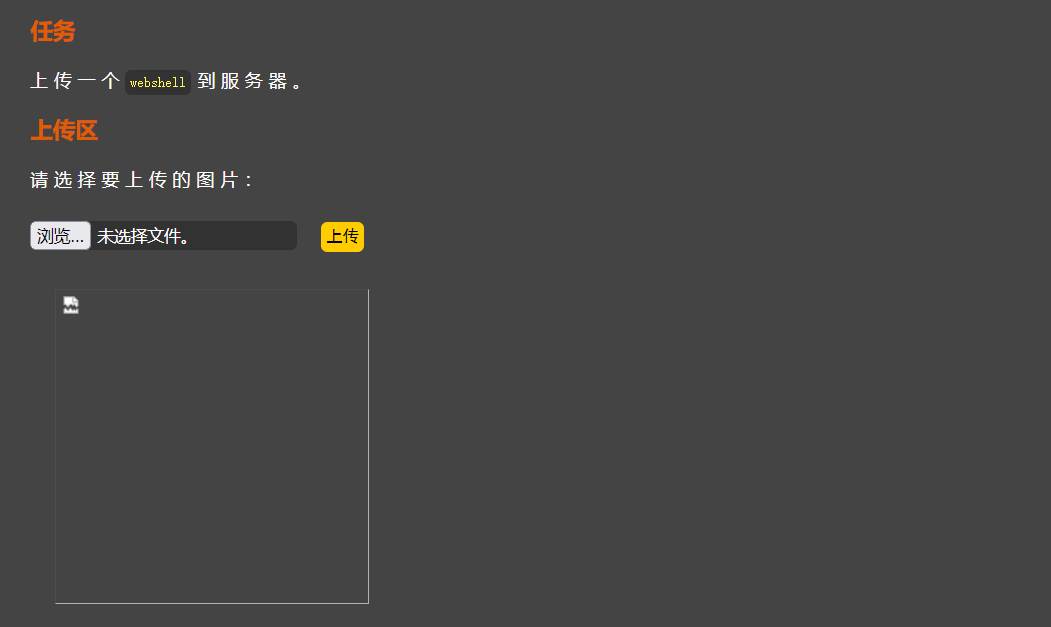 任务
上传一个 webshell 到服务器。
上传区
请选择要上传的图片：
浏览... 未选择文件。 上传